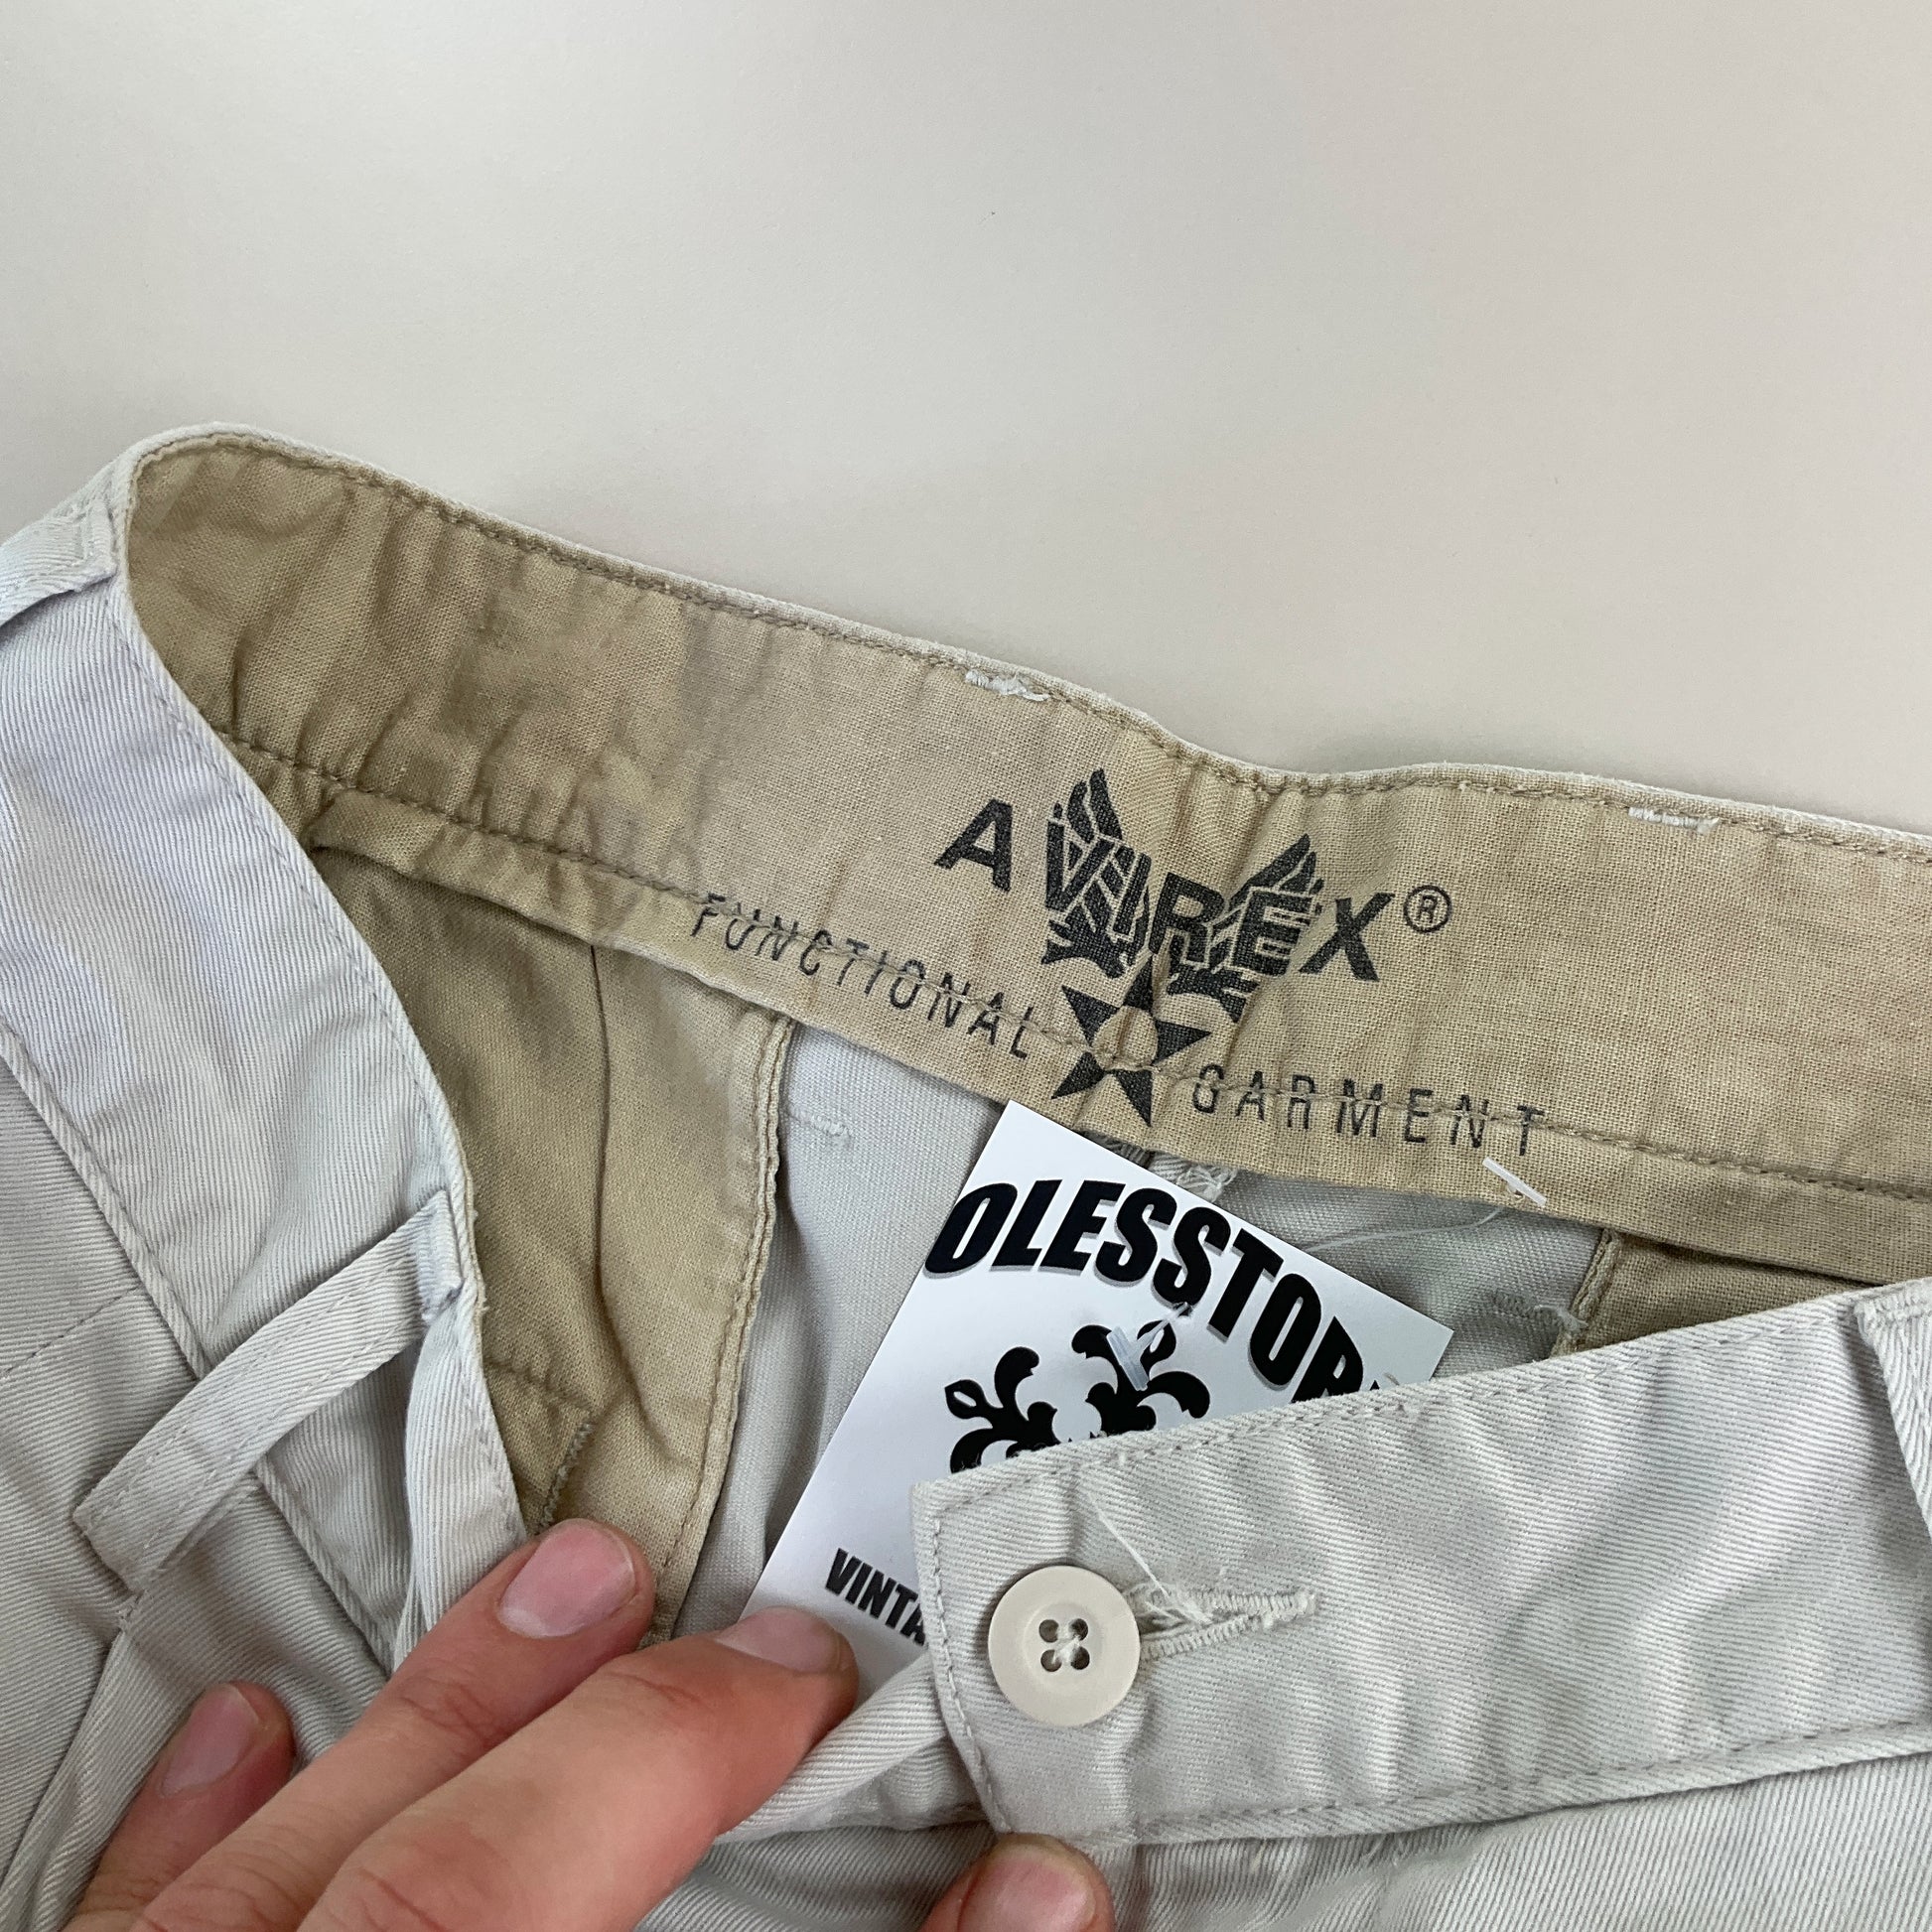 AVIREX®
FUNCTIONAL GARMENT
OLESSTOR
VINTA